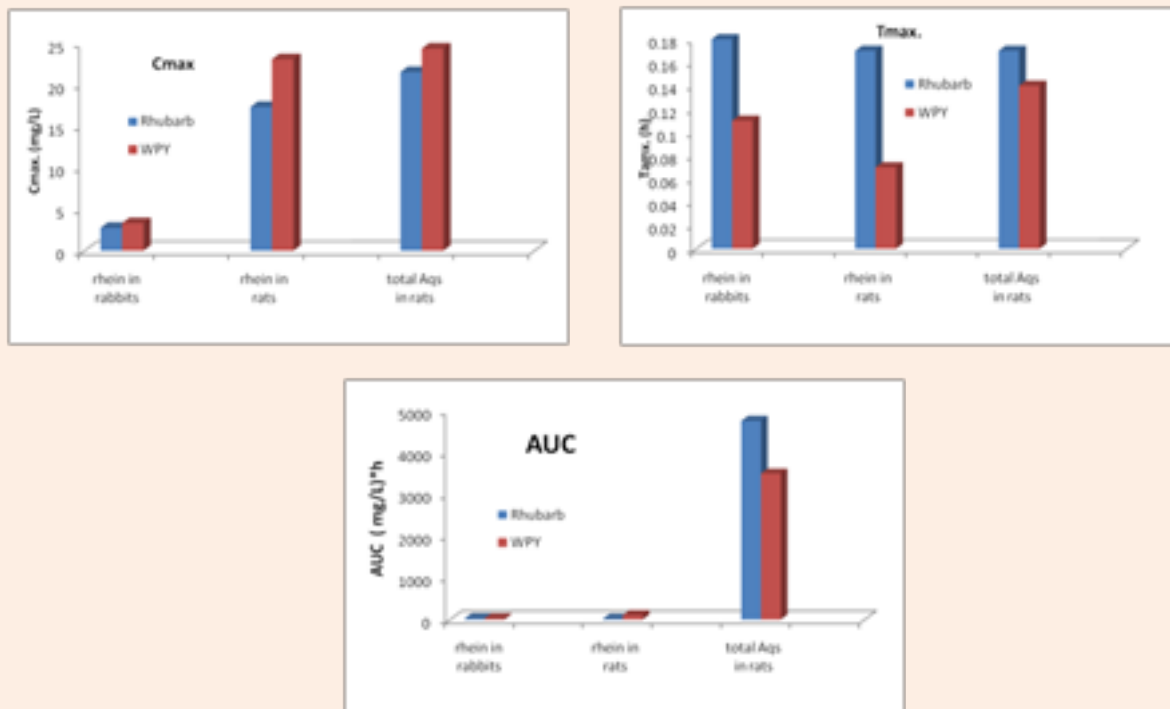 Cmax
25
20
15
10
5
0
Cmax. (mg/L)
Rhubarb
WPY
rhein in
rabbits
rhein in
rats
total Aqs
in rats
Tmax.
0.18
0.16
0.14
0.12
0.1
0.08
0.06
0.04
0.02
0
Tamx. (h)
Rhubarb
WPY
rhein in
rabbits
rhein in
rats
total Aqs
in rats
AUC
5000
4000
3000
2000
1000
0
AUC ( mg/L)*h
Rhubarb
WPY
rhein in
rabbits
rhein in
rats
total Aqs
in rats